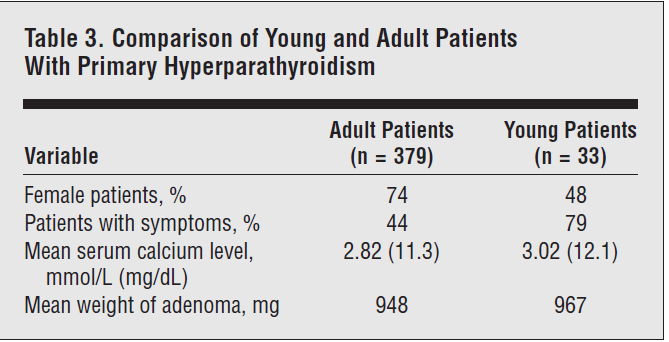 Table 3. Comparison of Young and Adult Patients
With Primary Hyperparathyroidism
Variable Adult Patients (n = 379) Young Patients (n = 33)
Female patients, % 74 48
Patients with symptoms, % 44 79
Mean serum calcium level, 2.82 (11.3) 3.02 (12.1)
mmol/L (mg/dL)
Mean weight of adenoma, mg 948 967